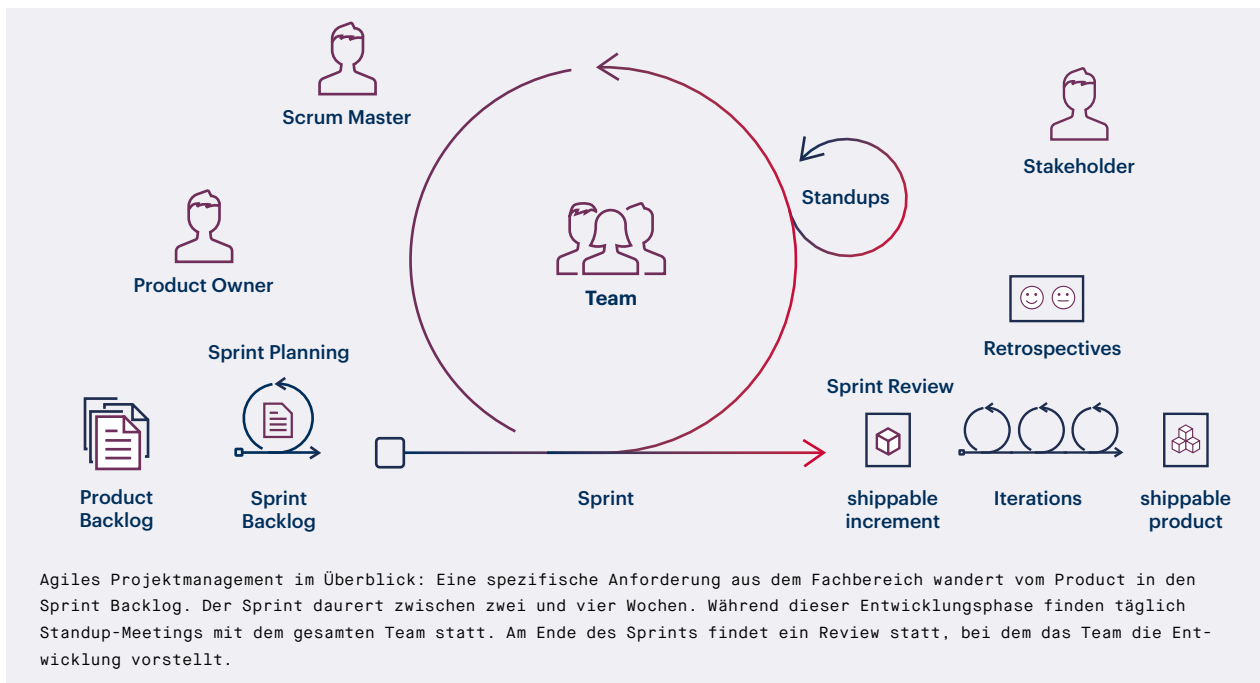 Scrum Master
Stakeholder
Standups
Product Owner
Team
Retrospectives
Sprint Planning
Sprint Review
Product
Backlog
Sprint
Backlog
Sprint
shippable
increment
Iterations
shippable
product
Agiles Projektmanagement im Überblick: Eine spezifische Anforderung aus dem Fachbereich wandert vom Product in den
Sprint Backlog. Der Sprint daurert zwischen zwei und vier Wochen. Während dieser Entwicklungsphase finden täglich
Standup-Meetings mit dem gesamten Team statt. Am Ende des Sprints findet ein Review statt, bei dem das Team die Ent-
wicklung vorstellt.